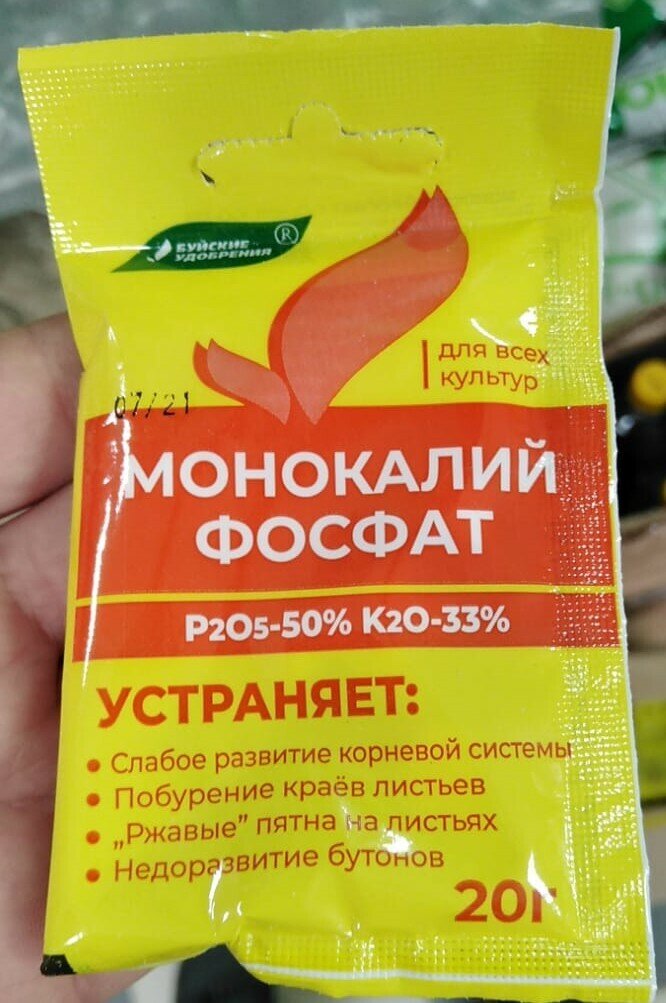 БУЙСКИЕ
УДОБРЕНИЯ ®
для всех
культур
07/21
МОНОКАЛИЙ
ФОСФАТ
P2O5-50% K2O-33%
УСТРАНЯЕТ:
• Слабое развитие корневой системы
• Побурение краёв листьев
• „Ржавые” пятна на листьях
• Недоразвитие бутонов
20г